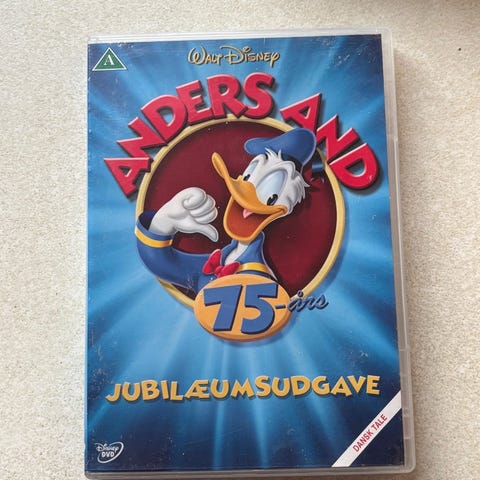 A
WALT DISNEY
ANDERS AND
75-års
JUBILÆUMSUDGAVE
DANSK TALE
Disney
DVD